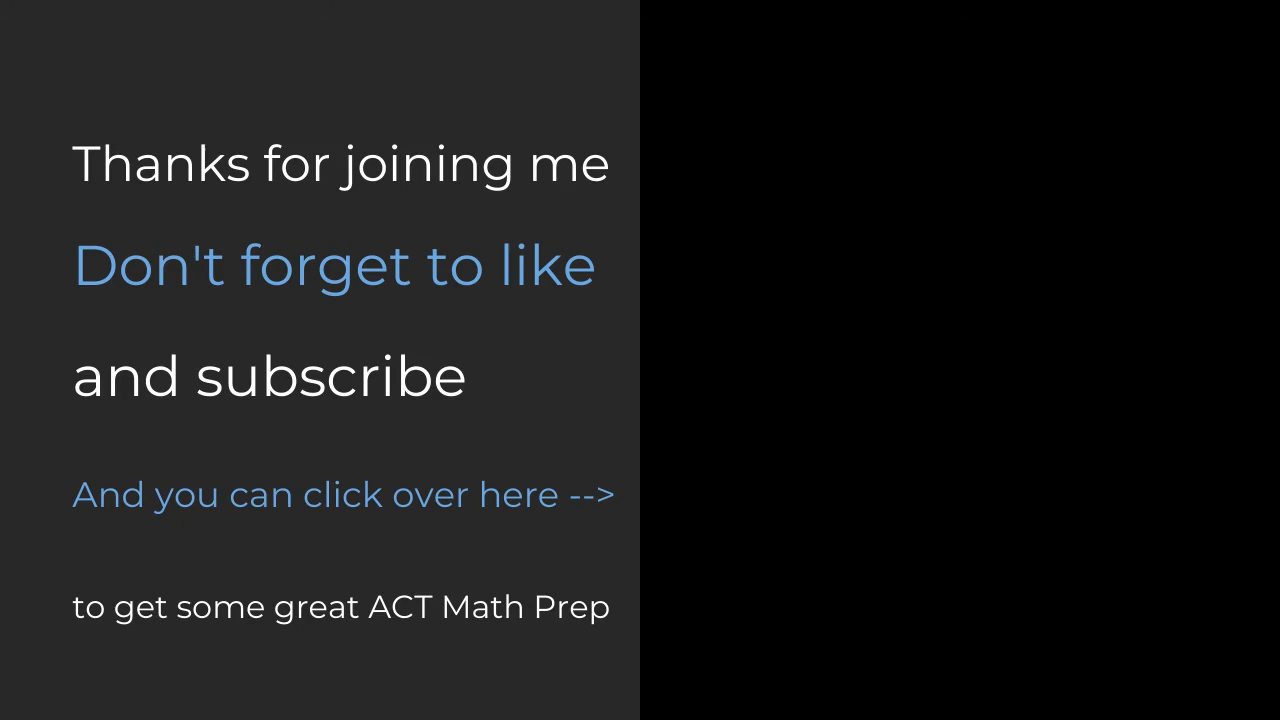 Thanks for joining me
Don't forget to like
and subscribe
And you can click over here -->
to get some great ACT Math Prep